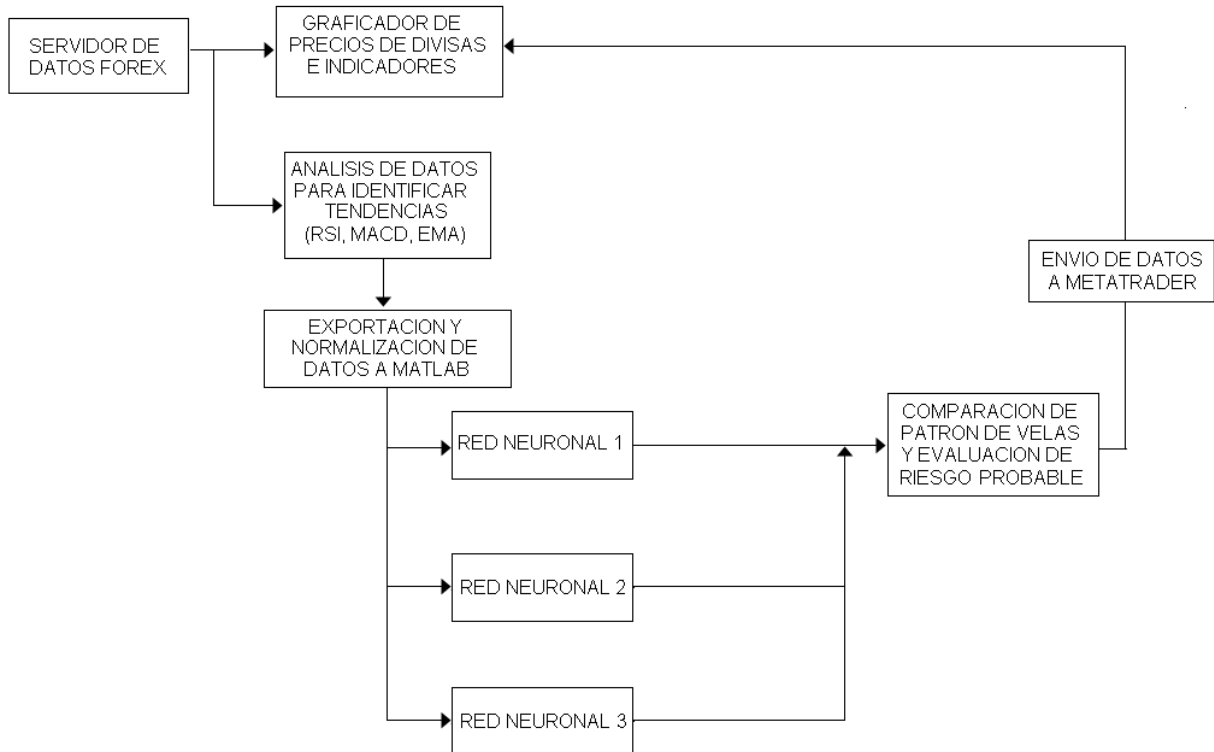 SERVIDOR DE
DATOS FOREX
GRAFICADOR DE
PRECIOS DE DIVISAS
E INDICADORES
ANALISIS DE DATOS
PARA IDENTIFICAR
TENDENCIAS
(RSI, MACD, EMA)
EXPORTACION Y
NORMALIZACION DE
DATOS A MATLAB
RED NEURONAL 1
RED NEURONAL 2
RED NEURONAL 3
COMPARACION DE
PATRON DE VELAS
Y EVALUACION DE
RIESGO PROBABLE
ENVIO DE DATOS
A METATRADER